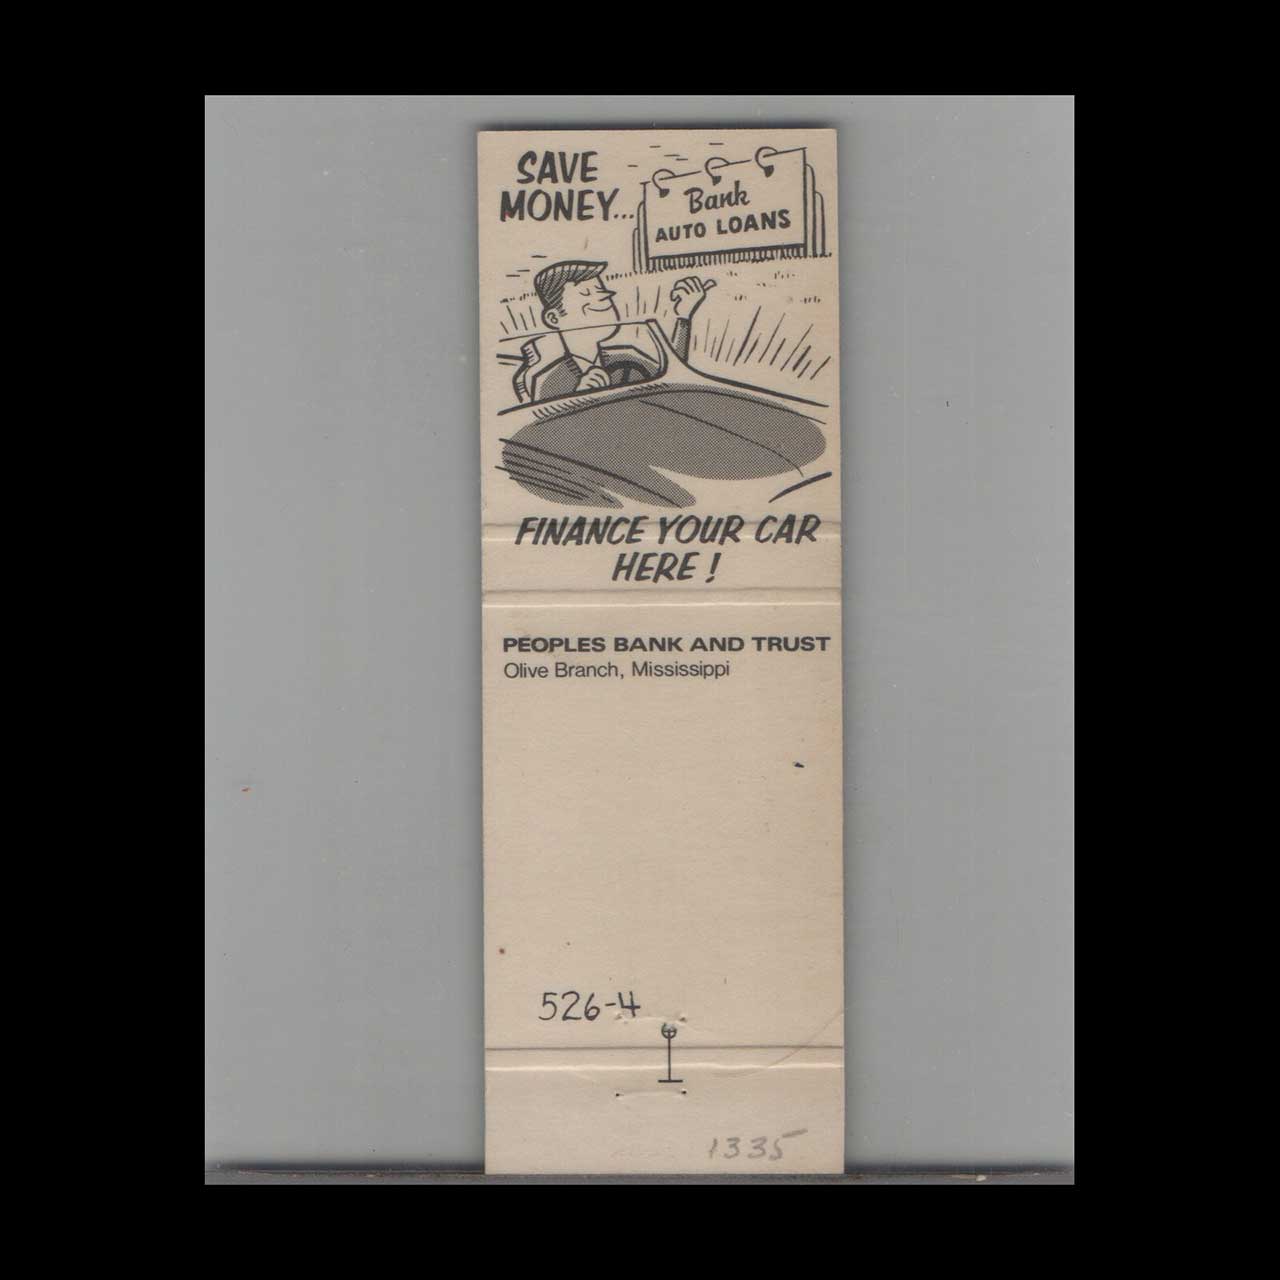 SAVE
MONEY...
Bank
AUTO LOANS
FINANCE YOUR CAR
HERE !
PEOPLES BANK AND TRUST
Olive Branch, Mississippi
526-4
1335